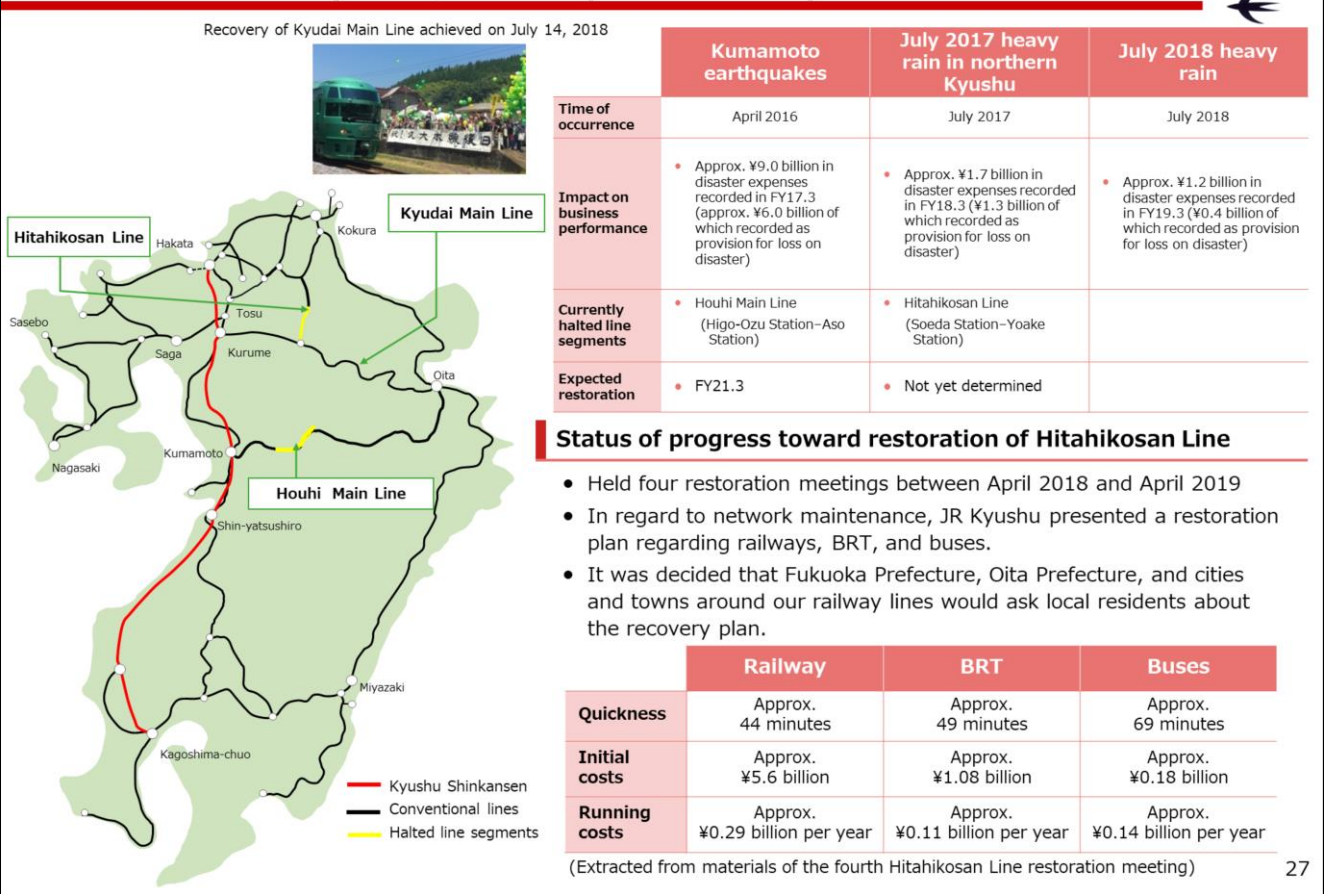 Recovery of Kyudai Main Line achieved on July 14, 2018
Kyudai Main Line
Hitahikosan Line
Hakata
Kokura
Tosu
Sasebo
Saga
Kurume
Oita
Nagasaki
Kumamoto
Houhi Main Line
Shin-yatsushiro
Miyazaki
Kagoshima-chuo
Kyushu Shinkansen
Conventional lines
Halted line segments
Kumamoto
earthquakes
July 2017 heavy
rain in northern
Kyushu
July 2018 heavy
rain
Time of
occurrence
April 2016
July 2017
July 2018
Impact on
business
performance
• Approx. ¥9.0 billion in
disaster expenses
recorded in FY17.3
(approx. ¥6.0 billion of
which recorded as
provision for loss on
disaster)
• Approx. ¥1.7 billion in
disaster expenses recorded
in FY18.3 (¥1.3 billion of
which recorded as
provision for loss on
disaster)
• Approx. ¥1.2 billion in
disaster expenses recorded
in FY19.3 (¥0.4 billion of
which recorded as provision
for loss on disaster)
Currently
halted line
segments
• Houhi Main Line
(Higo-Ozu Station–Aso
Station)
• Hitahikosan Line
(Soeda Station–Yoake
Station)
Expected
restoration
• FY21.3
• Not yet determined
Status of progress toward restoration of Hitahikosan Line
• Held four restoration meetings between April 2018 and April 2019
• In regard to network maintenance, JR Kyushu presented a restoration
plan regarding railways, BRT, and buses.
• It was decided that Fukuoka Prefecture, Oita Prefecture, and cities
and towns around our railway lines would ask local residents about
the recovery plan.
Railway
BRT
Buses
Quickness
Approx.
44 minutes
Approx.
49 minutes
Approx.
69 minutes
Initial
costs
Approx.
¥5.6 billion
Approx.
¥1.08 billion
Approx.
¥0.18 billion
Running
costs
Approx.
¥0.29 billion per year
Approx.
¥0.11 billion per year
Approx.
¥0.14 billion per year
(Extracted from materials of the fourth Hitahikosan Line restoration meeting)
27